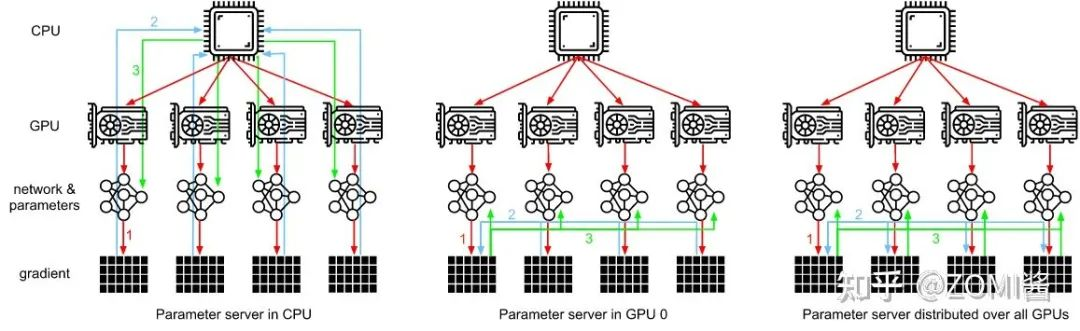 CPU
2
3
GPU
network &
parameters
1
gradient
Parameter server in CPU
2
1
3
Parameter server in GPU 0
2
1
3
Parameter server distributed over all GPUs
知乎 @ZOMI酱